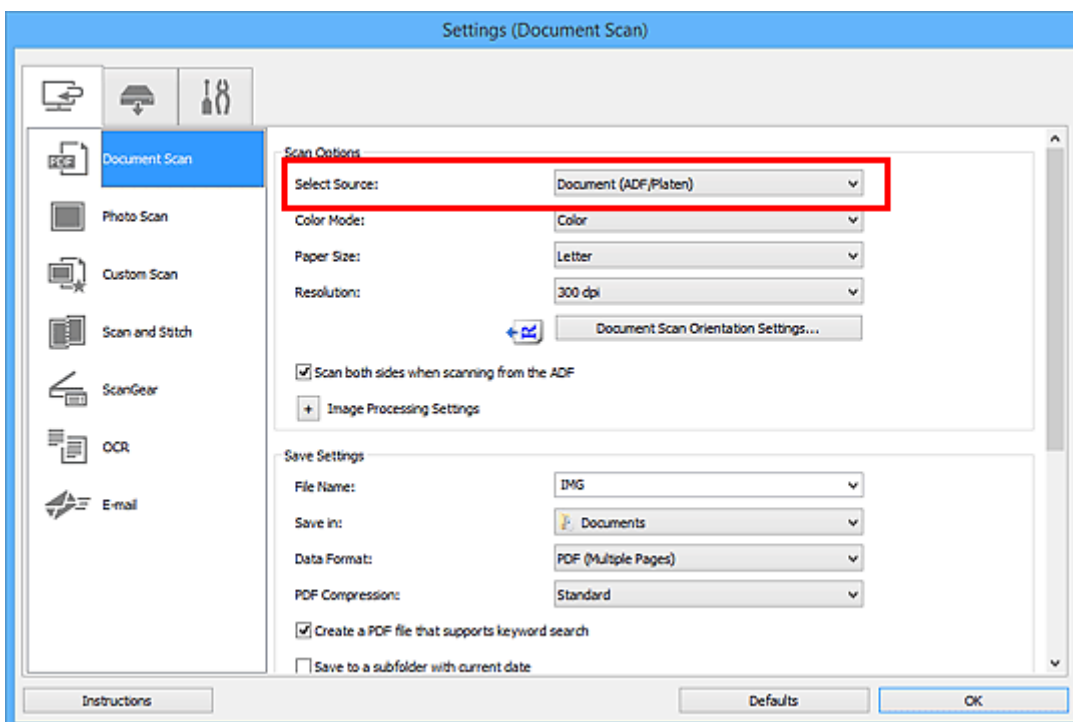 Settings (Document Scan)
PDF
Document Scan
Photo Scan
Custom Scan
Scan and Stitch
ScanGear
OCR
E-mail
Scan Options
Select Source: Document (ADF/Platen)
Color Mode: Color
Paper Size: Letter
Resolution: 300 dpi
R Document Scan Orientation Settings...
Scan both sides when scanning from the ADF
+ Image Processing Settings
Save Settings
File Name: IMG
Save in: Documents
Data Format: PDF (Multiple Pages)
PDF Compression: Standard
Create a PDF file that supports keyword search
Save to a subfolder with current date
Instructions Defaults OK